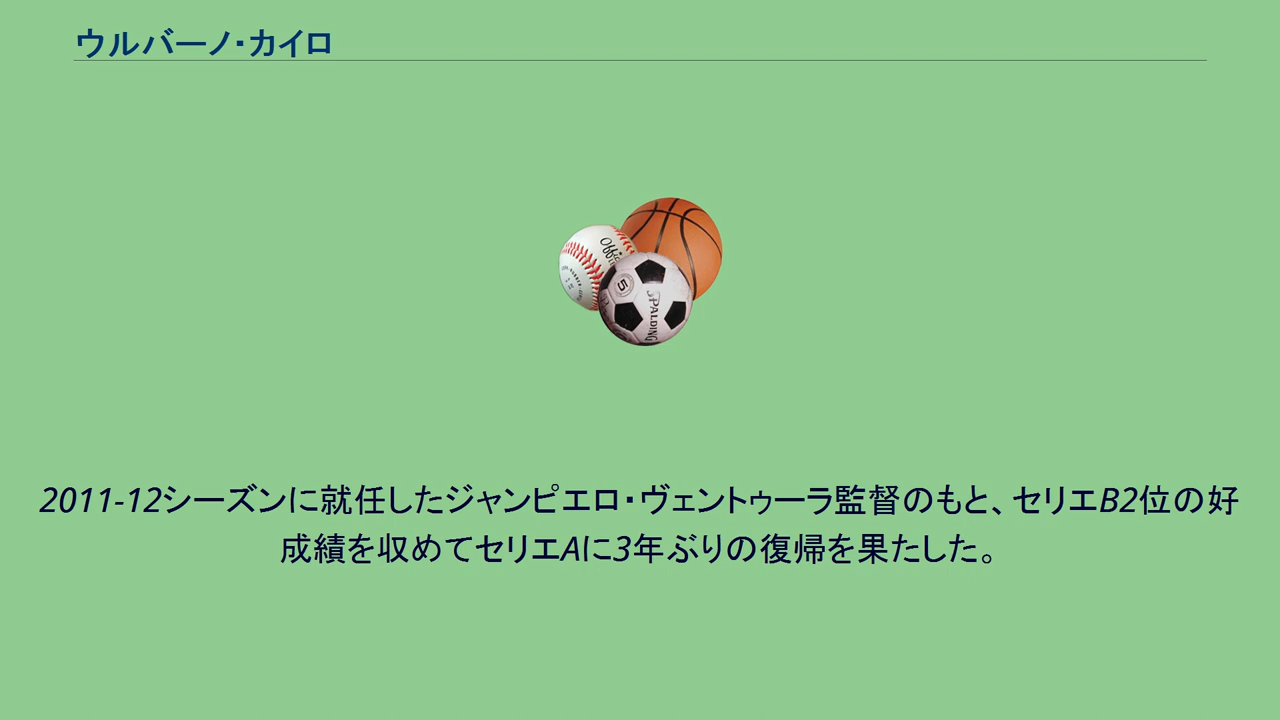 ウルバーノ・カイロ
Offici
5
SPALDING
2011-12シーズンに就任したジャンピエロ・ヴェントゥーラ監督のもと、セリエB2位の好
成績を収めてセリエAに3年ぶりの復帰を果たした。